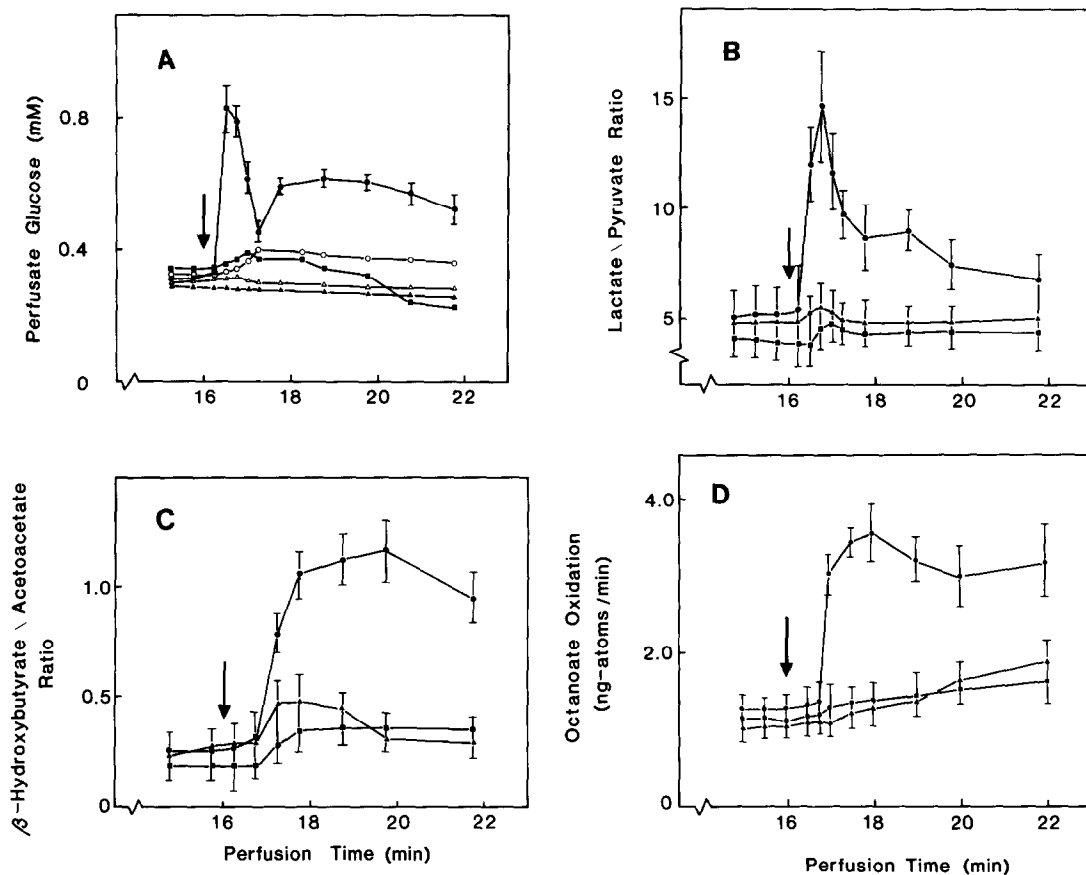 A
Perfusate Glucose (mM)
0.8
0.4
0
16
18
20
22
B
Lactate \ Pyruvate Ratio
15
10
5
16
18
20
22
C
β-Hydroxybutyrate \ Acetoacetate
Ratio
1.0
0.5
0
16
18
20
22
Perfusion Time (min)
D
Octanoate Oxidation
(ng-atoms/min)
4.0
2.0
0
16
18
20
22
Perfusion Time (min)